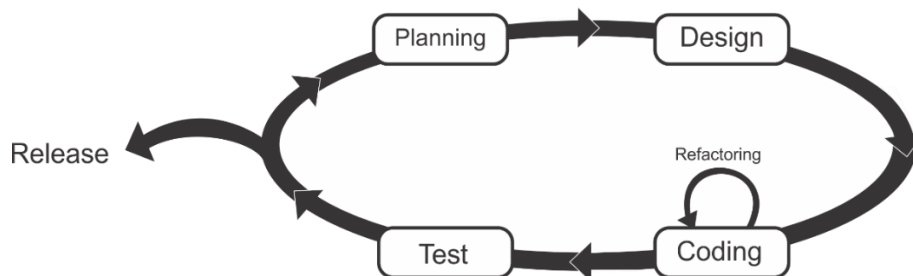 Planning
Design
Release
Refactoring
Test
Coding